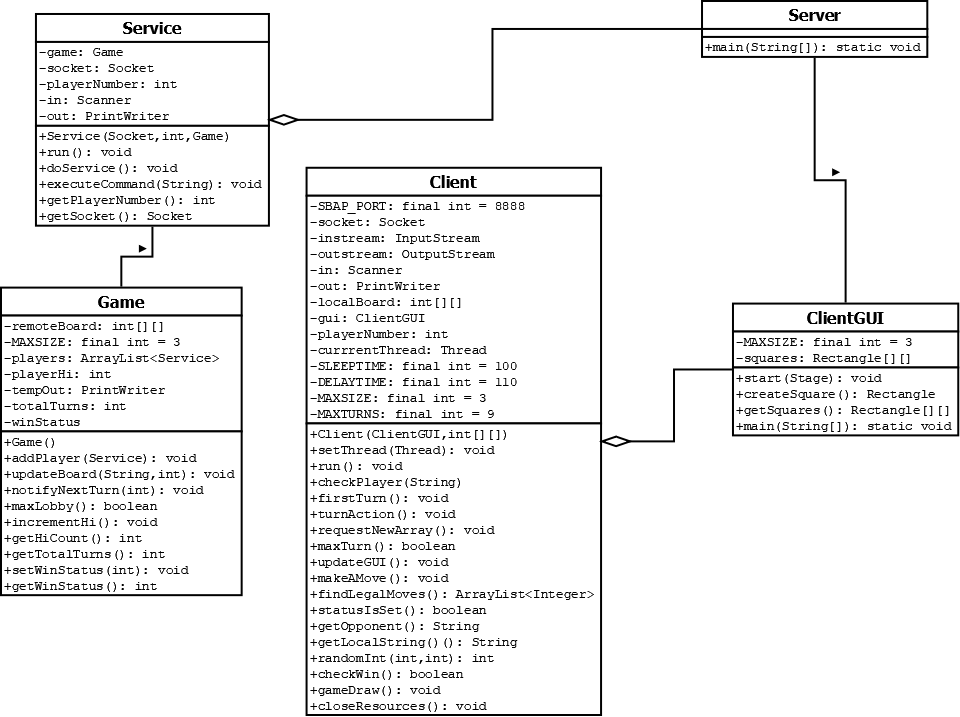 Service
-game: Game
-socket: Socket
-playerNumber: int
-in: Scanner
-out: PrintWriter
+Service(Socket,int,Game)
+run(): void
+doService(): void
+executeCommand(String): void
+getPlayerNumber(): int
+getSocket(): Socket
Server
+main(String[]): static void
Client
-SBAP_PORT: final int = 8888
-socket: Socket
-instream: InputStream
-outstream: OutputStream
-in: Scanner
-out: PrintWriter
-localBoard: int[][]
-gui: ClientGUI
-playerNumber: int
-currrentThread: Thread
-SLEEPTIME: final int = 100
-DELAYTIME: final int = 110
-MAXSIZE: final int = 3
-MAXTURNS: final int = 9
+Client(ClientGUI,int[][])
+setThread(Thread): void
+run(): void
+checkPlayer(String)
+firstTurn(): void
+turnAction(): void
+requestNewArray(): void
+maxTurn(): boolean
+updateGUI(): void
+makeAMove(): void
+findLegalMoves(): ArrayList<Integer>
+statusIsSet(): boolean
+getOpponent(): String
+getLocalString()(): String
+randomInt(int,int): int
+checkWin(): boolean
+gameDraw(): void
+closeResources(): void
Game
-remoteBoard: int[][]
-MAXSIZE: final int = 3
-players: ArrayList<Service>
-playerHi: int
-tempOut: PrintWriter
-totalTurns: int
-winStatus
+Game()
+addPlayer(Service): void
+updateBoard(String,int): void
+notifyNextTurn(int): void
+maxLobby(): boolean
+incrementHi(): void
+getHiCount(): int
+getTotalTurns(): int
+setWinStatus(int): void
+getWinStatus(): int
ClientGUI
-MAXSIZE: final int = 3
-squares: Rectangle[][]
+start(Stage): void
+createSquare(): Rectangle
+getSquares(): Rectangle[][]
+main(String[]): static void